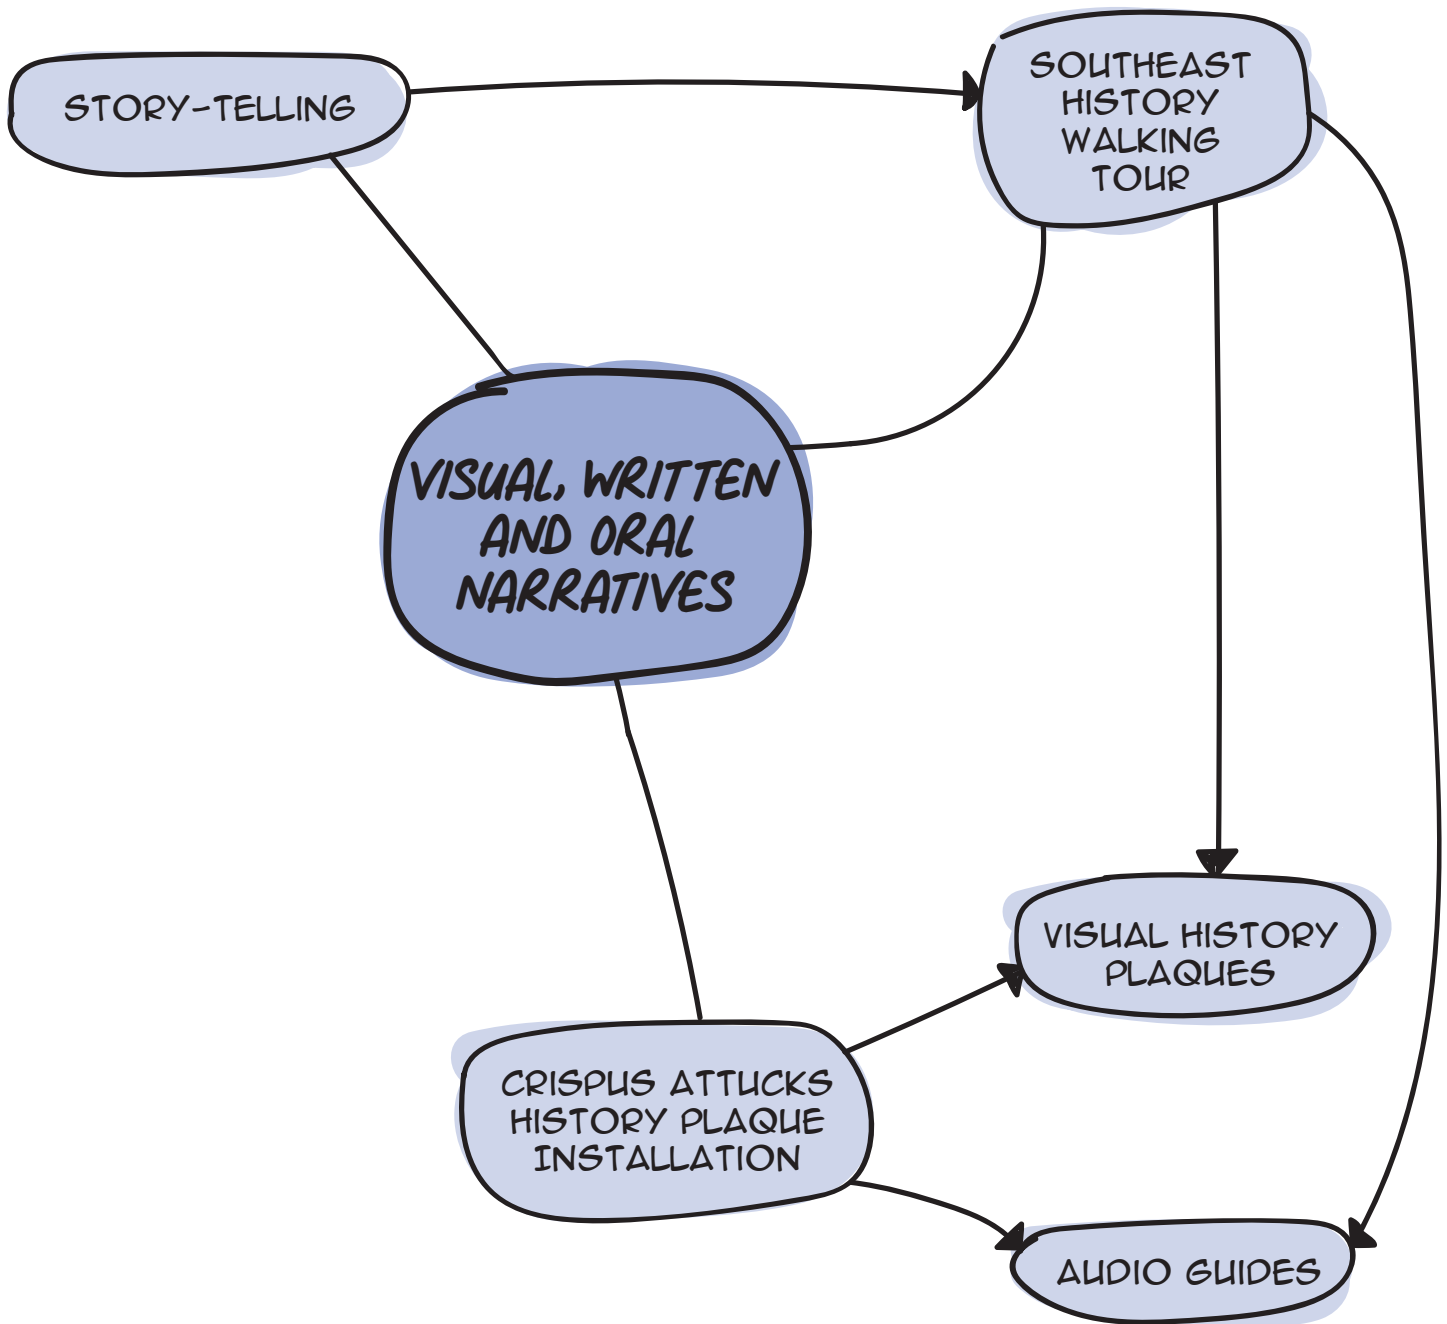 STORY-TELLING
SOUTHEAST
HISTORY
WALKING
TOUR
VISUAL, WRITTEN
AND ORAL
NARRATIVES
VISUAL HISTORY
PLAQUES
CRISPUS ATTUCKS
HISTORY PLAQUE
INSTALLATION
AUDIO GUIDES